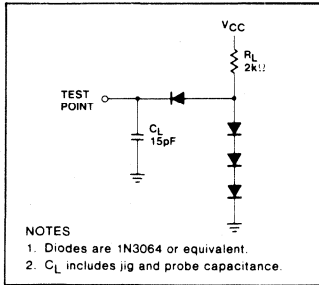 VCC
RL
2kΩ
TEST
POINT
CL
15pF
NOTES
1. Diodes are 1N3064 or equivalent.
2. CL includes jig and probe capacitance.